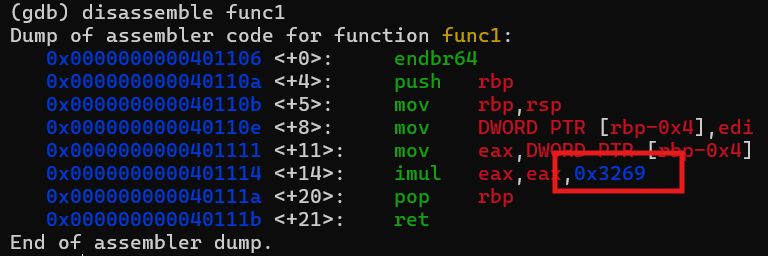 (gdb) disassemble func1
Dump of assembler code for function func1:
   0x0000000000401106 <+0>:     endbr64
   0x000000000040110a <+4>:     push   rbp
   0x000000000040110b <+5>:     mov    rbp,rsp
   0x000000000040110e <+8>:     mov    DWORD PTR [rbp-0x4],edi
   0x0000000000401111 <+11>:    mov    eax,DWORD PTR [rbp-0x4]
   0x0000000000401114 <+14>:    imul   eax,eax,0x3269
   0x000000000040111a <+20>:    pop    rbp
   0x000000000040111b <+21>:    ret
End of assembler dump.